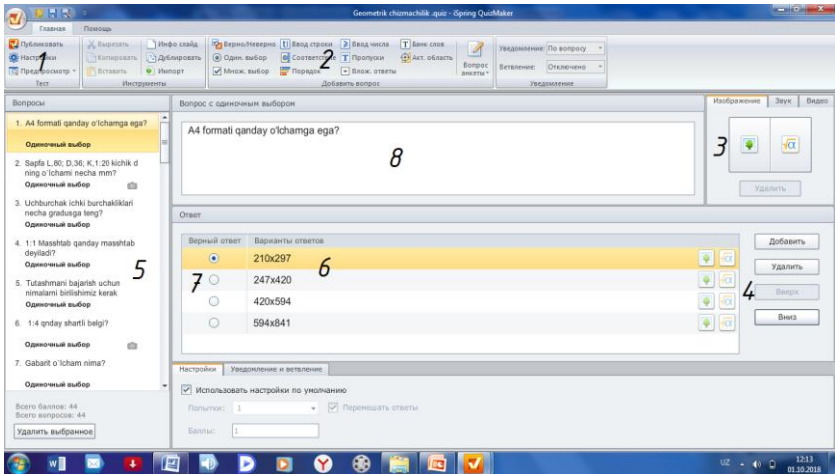 Geometrik chizmachilik .quiz - iSpring QuizMaker
Главная Помощь
Публиковать
Настройки
Предпросмотр
Тест
1
Вырезать
Копировать
Вставить
Инфо слайд
Дублировать
Импорт
Инструменты
Верно/Неверно
Один. выбор
Множ. выбор
Ввод строки
Соответствие
Порядок
Ввод числа
Пропуски
Влож. ответы
Банк слов
Акт. область
Вопрос анкеты
Добавить вопрос
2
Уведомление: По вопросу
Ветвление: Отключено
Уведомление
Вопросы
1. A4 formati qanday o'lchamga ega?
Одиночный выбор
2. Sapfa L,80; D,36; K,1:20 kichik d
ning o`lchami necha mm?
Одиночный выбор
3. Uchburchak ichki burchakliklari
necha gradusga teng?
Одиночный выбор
4. 1:1 Masshtab qanday masshtab
deyiladi?
Одиночный выбор
5
5. Tutashmani bajarish uchun
nimalarni birilishimiz kerak
Одиночный выбор
6. 1:4 qnday shartli belgi?
Одиночный выбор
7. Gabarit o`lcham nima?
Одиночный выбор
Всего баллов: 44
Всего вопросов: 44
Удалить выбранное
Вопрос с одиночным выбором
A4 formati qanday o'lchamga ega?
8
Изображение Звук Видео
3
√α
Удалить
Ответ
Верный ответ Варианты ответов
210x297
6
7
247x420
420x594
594x841
Добавить
Удалить
4
Вверх
Вниз
Настройки Уведомление и ветвление
Использовать настройки по умолчанию
Попытки: 1
Перемешать ответы
Баллы: 1
UZ
12:13
01.10.2018